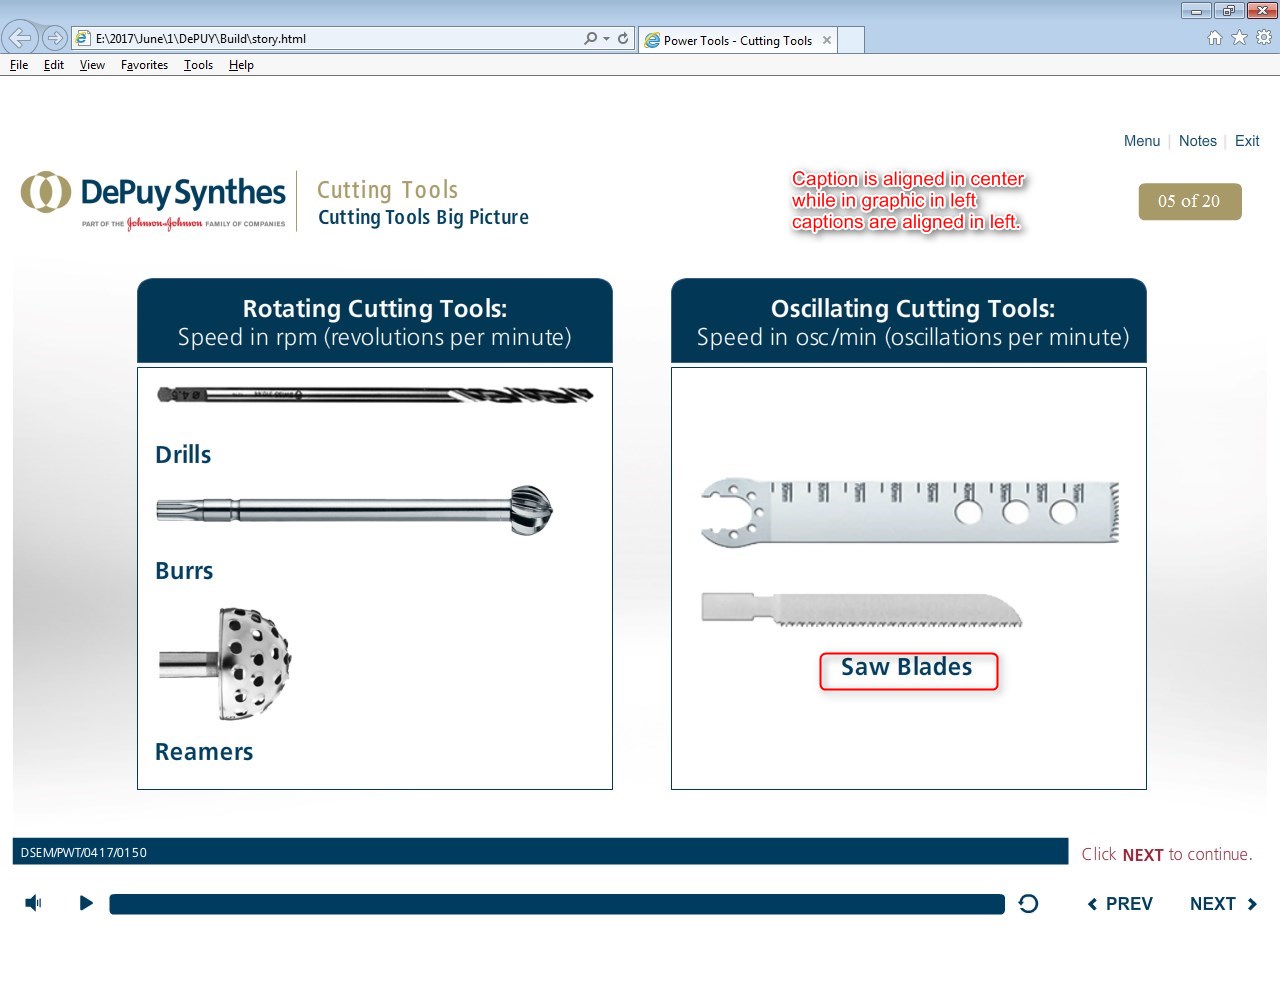 E:\2017\June\1\DePUY\Build\story.html
Power Tools - Cutting Tools
File Edit View Favorites Tools Help
Menu | Notes | Exit
DePuy Synthes
PART OF THE Johnson & Johnson FAMILY OF COMPANIES
Cutting Tools
Cutting Tools Big Picture
Caption is aligned in center
while in graphic in left
captions are aligned in left.
05 of 20
Rotating Cutting Tools:
Speed in rpm (revolutions per minute)
Drills
Burrs
Reamers
Oscillating Cutting Tools:
Speed in osc/min (oscillations per minute)
Saw Blades
DSEM/PWT/0417/0150
Click NEXT to continue.
PREV
NEXT